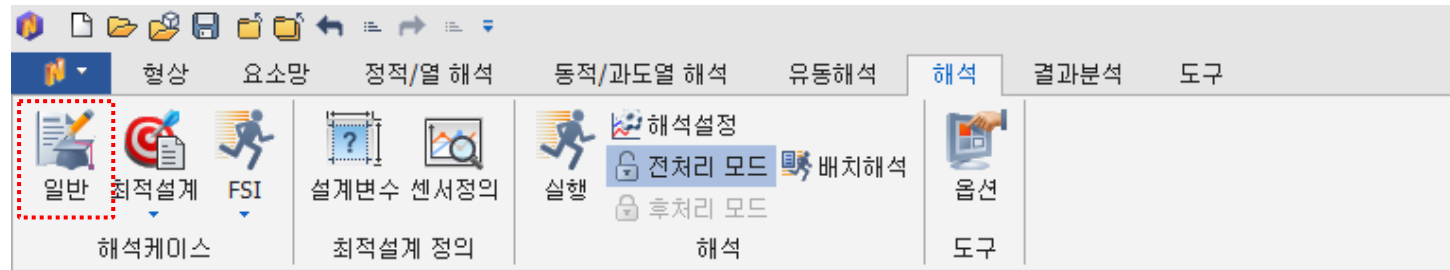 형상 요소망 정적/열 해석 동적/과도열 해석 유동해석 해석 결과분석 도구
일반 최적설계 FSI 설계변수 센서정의 실행 해석설정 전처리 모드 후처리 모드 배치해석 옵션
해석케이스 최적설계 정의 해석 도구